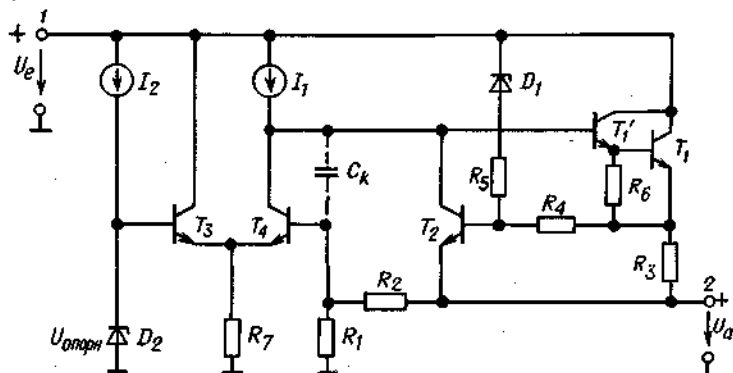 + 1
U_e
I_2
I_1
D_1
T_1'
T_1
C_K
R_5
R_6
T_3
T_4
T_2
R_4
R_3
R_2
2
+
U_опорн
D_2
R_7
R_1
U_a